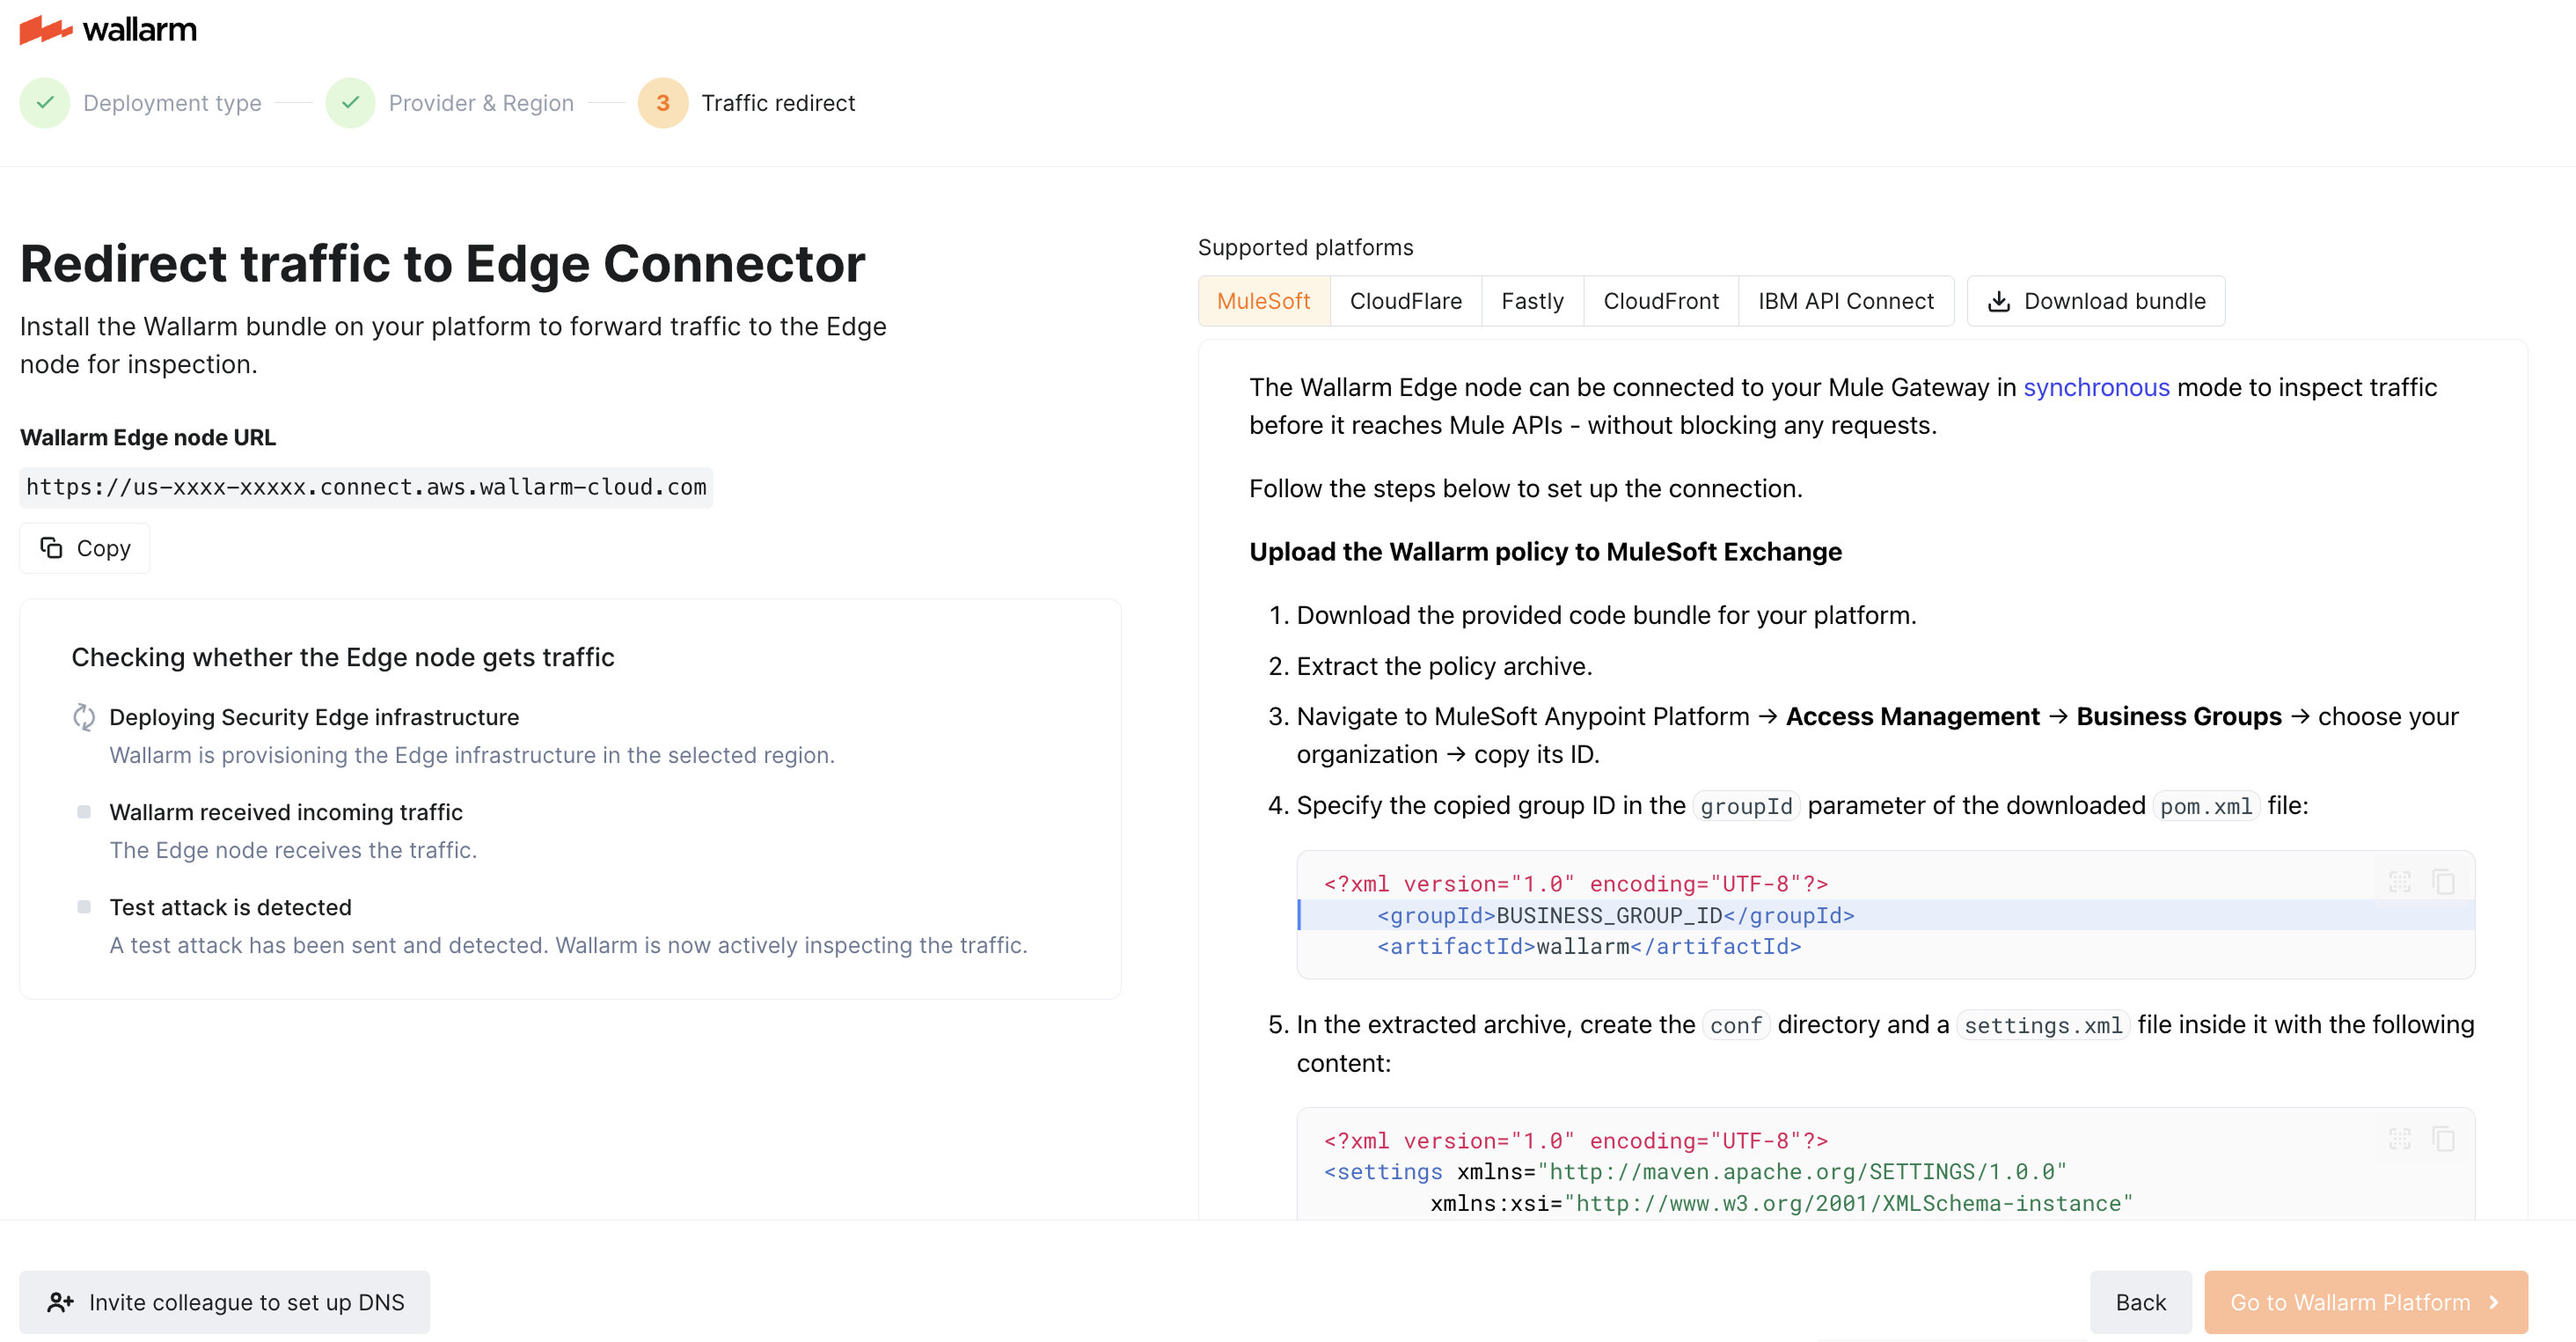 wallarm
Deployment type
Provider & Region
3 Traffic redirect
Redirect traffic to Edge Connector
Install the Wallarm bundle on your platform to forward traffic to the Edge
node for inspection.
Wallarm Edge node URL
https://us-xxxx-xxxxx.connect.aws.wallarm-cloud.com
Copy
Checking whether the Edge node gets traffic
Deploying Security Edge infrastructure
Wallarm is provisioning the Edge infrastructure in the selected region.
Wallarm received incoming traffic
The Edge node receives the traffic.
Test attack is detected
A test attack has been sent and detected. Wallarm is now actively inspecting the traffic.
Supported platforms
MuleSoft CloudFlare Fastly CloudFront IBM API Connect Download bundle
The Wallarm Edge node can be connected to your Mule Gateway in synchronous mode to inspect traffic
before it reaches Mule APIs - without blocking any requests.
Follow the steps below to set up the connection.
Upload the Wallarm policy to MuleSoft Exchange
1. Download the provided code bundle for your platform.
2. Extract the policy archive.
3. Navigate to MuleSoft Anypoint Platform → Access Management → Business Groups → choose your
organization → copy its ID.
4. Specify the copied group ID in the groupId parameter of the downloaded pom.xml file:
<?xml version="1.0" encoding="UTF-8"?>
<groupId>BUSINESS_GROUP_ID</groupId>
<artifactId>wallarm</artifactId>
5. In the extracted archive, create the conf directory and a settings.xml file inside it with the following
content:
<?xml version="1.0" encoding="UTF-8"?>
<settings xmlns="http://maven.apache.org/SETTINGS/1.0.0"
xmlns:xsi="http://www.w3.org/2001/XMLSchema-instance"
Invite colleague to set up DNS
Back
Go to Wallarm Platform